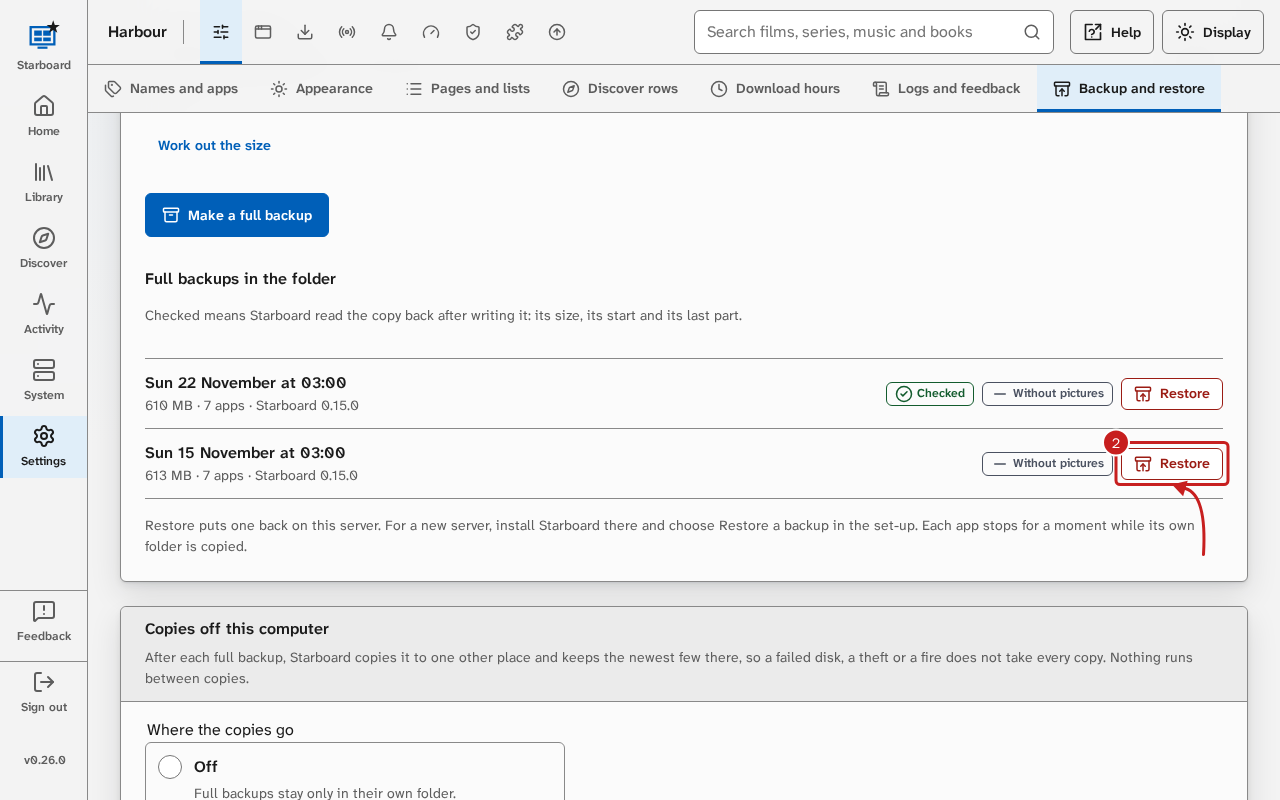 Starboard
Harbour
Search films, series, music and books
Help
Display
Names and apps
Appearance
Pages and lists
Discover rows
Download hours
Logs and feedback
Backup and restore
Home
Library
Discover
Activity
System
Settings
Feedback
Sign out
v0.26.0
Work out the size
Make a full backup
Full backups in the folder
Checked means Starboard read the copy back after writing it: its size, its start and its last part.
Sun 22 November at 03:00
610 MB · 7 apps · Starboard 0.15.0
Checked
Without pictures
Restore
Sun 15 November at 03:00
613 MB · 7 apps · Starboard 0.15.0
Without pictures
2
Restore
Restore puts one back on this server. For a new server, install Starboard there and choose Restore a backup in the set-up. Each app stops for a moment while its own
folder is copied.
Copies off this computer
After each full backup, Starboard copies it to one other place and keeps the newest few there, so a failed disk, a theft or a fire does not take every copy. Nothing runs
between copies.
Where the copies go
Off
Full backups stay only in their own folder.